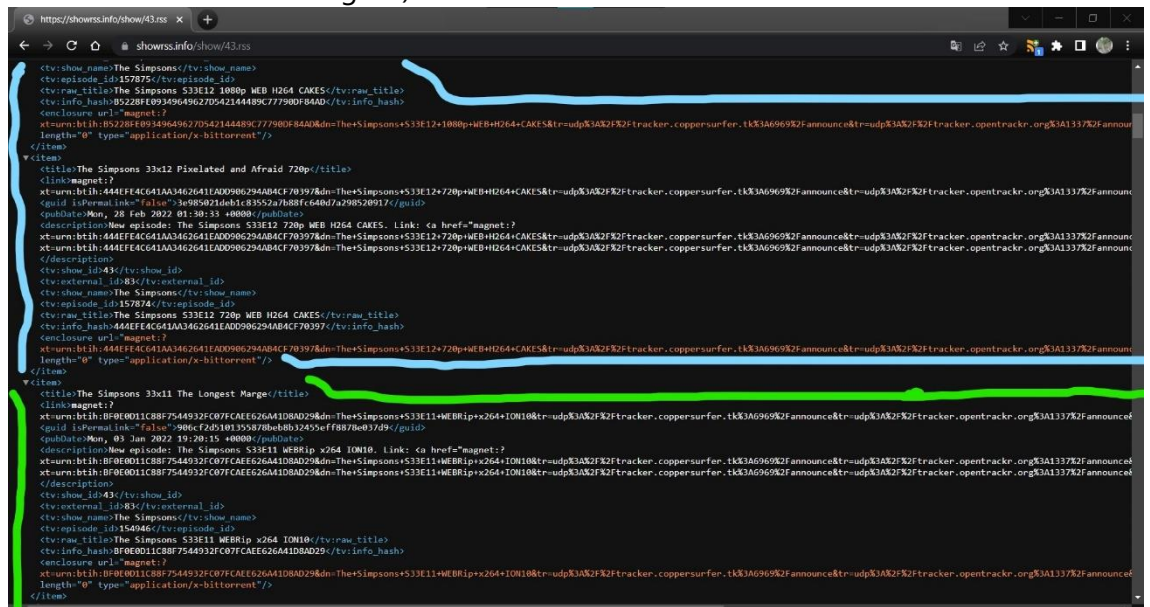 https://showrss.info/show/43.rss
showrss.info/show/43.rss
<tv:show_name>The Simpsons</tv:show_name>
<tv:episode_id>157875</tv:episode_id>
<tv:raw_title>The Simpsons S33E12 1080p WEB H264 CAKES</tv:raw_title>
<tv:info_hash>B5228FE09349649627D542144489C77790DF84AD</tv:info_hash>
<enclosure url="magnet:?
xt=urn:btih:B5228FE09349649627D542144489C77790DF84AD&dn=The+Simpsons+S33E12+1080p+WEB+H264+CAKES&tr=udp%3A%2F%2Ftracker.coppersurfer.tk%3A6969%2Fannounce&tr=udp%3A%2F%2Ftracker.opentrackr.org%3A1337%2Fannour
length="0" type="application/x-bittorrent"/>
</item>
▼<item>
<title>The Simpsons 33x12 Pixelated and Afraid 720p</title>
<link>magnet:?
xt=urn:btih:444EFE4C641AA3462641EADD906294AB4CF70397&dn=The+Simpsons+S33E12+720p+WEB+H264+CAKES&tr=udp%3A%2F%2Ftracker.coppersurfer.tk%3A6969%2Fannounce&tr=udp%3A%2F%2Ftracker.opentrackr.org%3A1337%2Fannounc
<guid isPermaLink="false">3e985021deb1c83552a7b88fc640d7a298520917</guid>
<pubDate>Mon, 28 Feb 2022 01:30:33 +0000</pubDate>
<description>New episode: The Simpsons S33E12 720p WEB H264 CAKES. Link: <a href="magnet:?
xt=urn:btih:444EFE4C641AA3462641EADD906294AB4CF70397&dn=The+Simpsons+S33E12+720p+WEB+H264+CAKES&tr=udp%3A%2F%2Ftracker.coppersurfer.tk%3A6969%2Fannounce&tr=udp%3A%2F%2Ftracker.opentrackr.org%3A1337%2Fannounc
xt=urn:btih:444EFE4C641AA3462641EADD906294AB4CF70397&dn=The+Simpsons+S33E12+720p+WEB+H264+CAKES&tr=udp%3A%2F%2Ftracker.coppersurfer.tk%3A6969%2Fannounce&tr=udp%3A%2F%2Ftracker.opentrackr.org%3A1337%2Fannounc
</description>
<tv:show_id>43</tv:show_id>
<tv:external_id>83</tv:external_id>
<tv:show_name>The Simpsons</tv:show_name>
<tv:episode_id>157874</tv:episode_id>
<tv:raw_title>The Simpsons S33E12 720p WEB H264 CAKES</tv:raw_title>
<tv:info_hash>444EFE4C641AA3462641EADD906294AB4CF70397</tv:info_hash>
<enclosure url="magnet:?
xt=urn:btih:444EFE4C641AA3462641EADD906294AB4CF70397&dn=The+Simpsons+S33E12+720p+WEB+H264+CAKES&tr=udp%3A%2F%2Ftracker.coppersurfer.tk%3A6969%2Fannounce&tr=udp%3A%2F%2Ftracker.opentrackr.org%3A1337%2Fannounc
length="0" type="application/x-bittorrent"/>
</item>
▼<item>
<title>The Simpsons 33x11 The Longest Marge</title>
<link>magnet:?
xt=urn:btih:BF0E0D11C88F7544932FC07FCAEE626A41D8AD29&dn=The+Simpsons+S33E11+WEBRip+x264+ION10&tr=udp%3A%2F%2Ftracker.coppersurfer.tk%3A6969%2Fannounce&tr=udp%3A%2F%2Ftracker.opentrackr.org%3A1337%2Fannounce&
<guid isPermaLink="false">906cf2d5101355878beb8b32455eff8878e037d9</guid>
<pubDate>Mon, 03 Jan 2022 19:20:15 +0000</pubDate>
<description>New episode: The Simpsons S33E11 WEBRip x264 ION10. Link: <a href="magnet:?
xt=urn:btih:BF0E0D11C88F7544932FC07FCAEE626A41D8AD29&dn=The+Simpsons+S33E11+WEBRip+x264+ION10&tr=udp%3A%2F%2Ftracker.coppersurfer.tk%3A6969%2Fannounce&tr=udp%3A%2F%2Ftracker.opentrackr.org%3A1337%2Fannounce&
xt=urn:btih:BF0E0D11C88F7544932FC07FCAEE626A41D8AD29&dn=The+Simpsons+S33E11+WEBRip+x264+ION10&tr=udp%3A%2F%2Ftracker.coppersurfer.tk%3A6969%2Fannounce&tr=udp%3A%2F%2Ftracker.opentrackr.org%3A1337%2Fannounce&
</description>
<tv:show_id>43</tv:show_id>
<tv:external_id>83</tv:external_id>
<tv:show_name>The Simpsons</tv:show_name>
<tv:episode_id>154946</tv:episode_id>
<tv:raw_title>The Simpsons S33E11 WEBRip x264 ION10</tv:raw_title>
<tv:info_hash>BF0E0D11C88F7544932FC07FCAEE626A41D8AD29</tv:info_hash>
<enclosure url="magnet:?
xt=urn:btih:BF0E0D11C88F7544932FC07FCAEE626A41D8AD29&dn=The+Simpsons+S33E11+WEBRip+x264+ION10&tr=udp%3A%2F%2Ftracker.coppersurfer.tk%3A6969%2Fannounce&tr=udp%3A%2F%2Ftracker.opentrackr.org%3A1337%2Fannounce&
length="0" type="application/x-bittorrent"/>
</item>